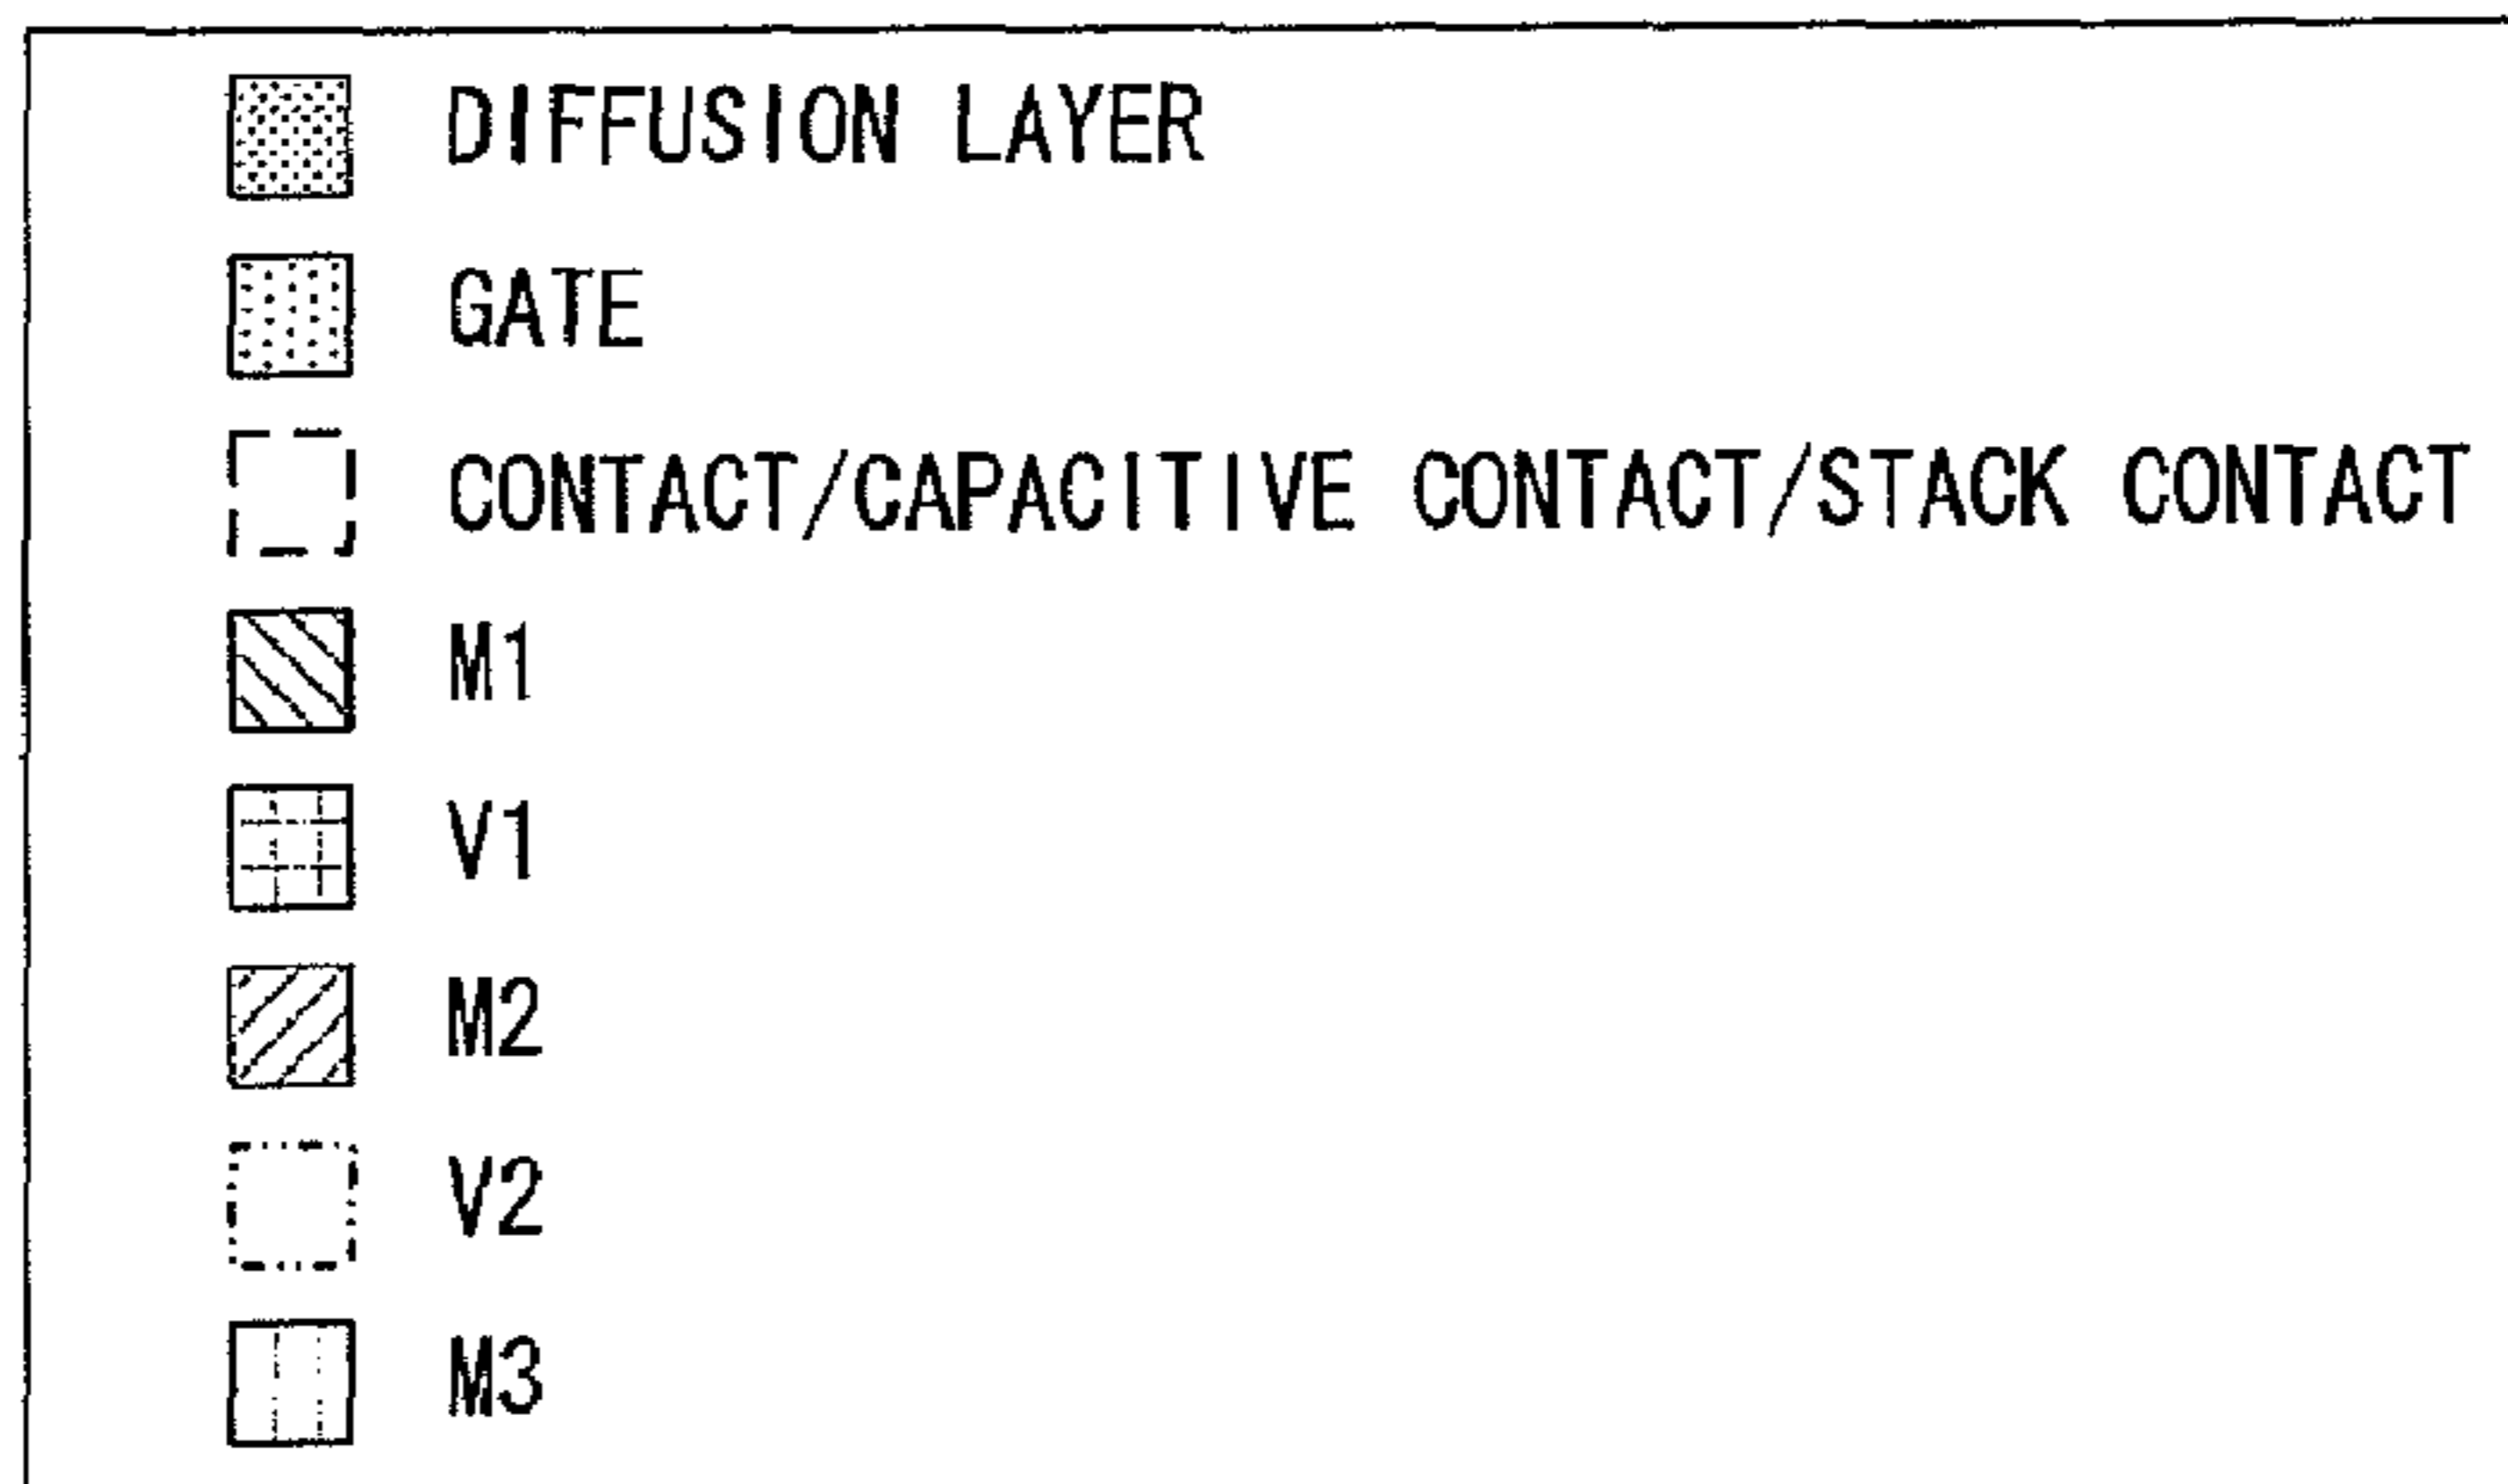 DIFFUSION LAYER
GATE
CONTACT/CAPACITIVE CONTACT/STACK CONTACT
M1
V1
M2
V2
M3